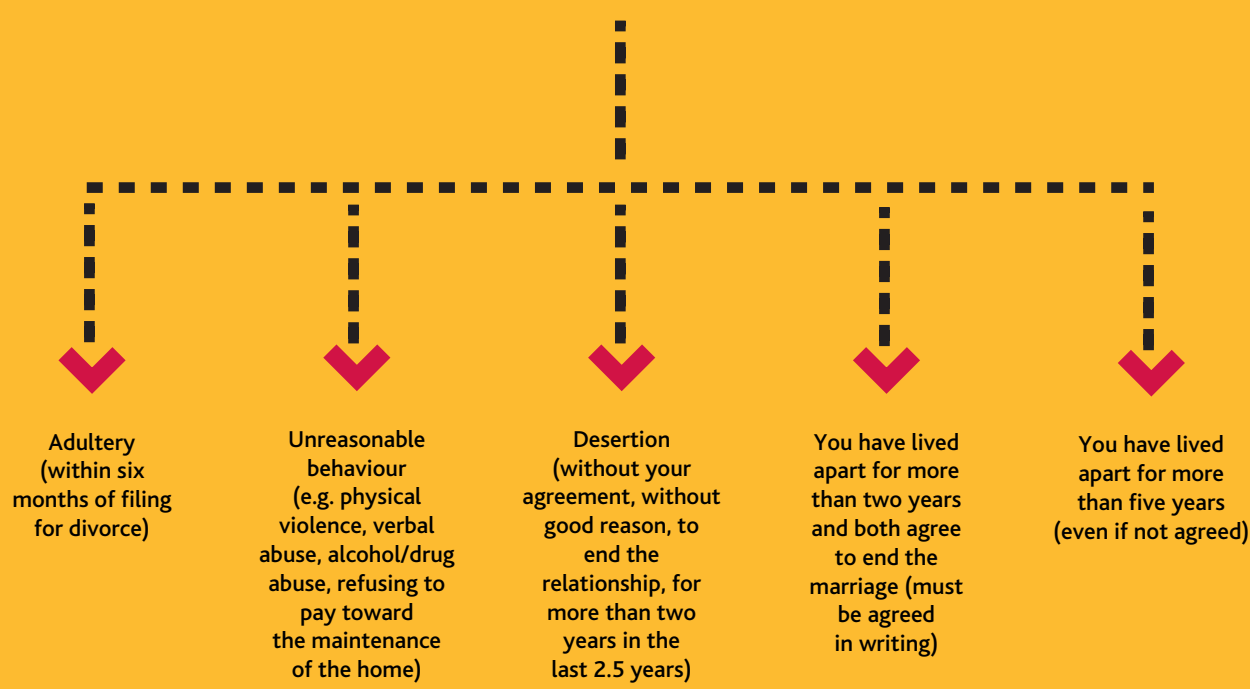 Adultery
(within six
months of filing
for divorce)
Unreasonable
behaviour
(e.g. physical
violence, verbal
abuse, alcohol/drug
abuse, refusing to
pay toward
the maintenance
of the home)
Desertion
(without your
agreement, without
good reason, to
end the
relationship, for
more than two
years in the
last 2.5 years)
You have lived
apart for more
than two years
and both agree
to end the
marriage (must
be agreed
in writing)
You have lived
apart for more
than five years
(even if not agreed)